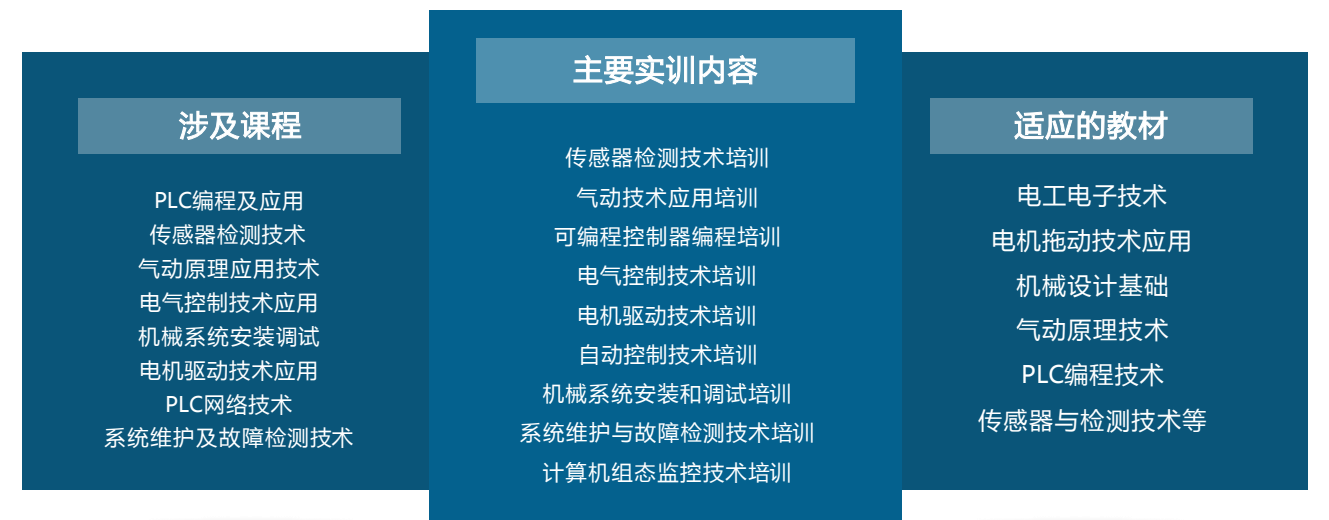 涉及课程
PLC编程及应用
传感器检测技术
气动原理应用技术
电气控制技术应用
机械系统安装调试
电机驱动技术应用
PLC网络技术
系统维护及故障检测技术
主要实训内容
传感器检测技术培训
气动技术应用培训
可编程控制器编程培训
电气控制技术培训
电机驱动技术培训
自动控制技术培训
机械系统安装和调试培训
系统维护与故障检测技术培训
计算机组态监控技术培训
适应的教材
电工电子技术
电机拖动技术应用
机械设计基础
气动原理技术
PLC编程技术
传感器与检测技术等